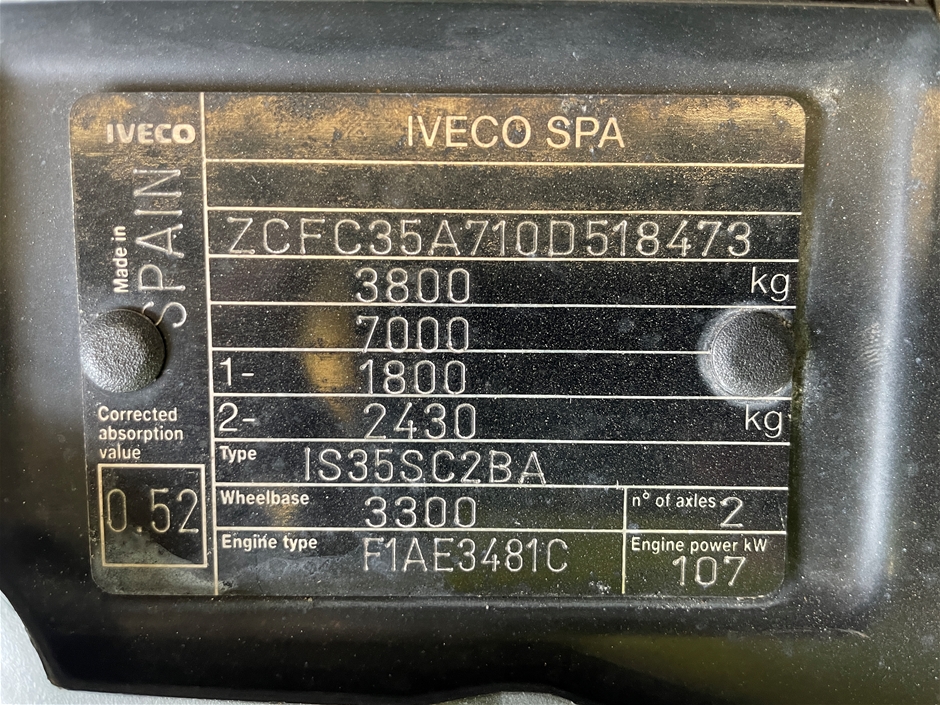 IVECO
IVECO SPA
Made in
SPAIN
ZCFC35A710D518473
3800 kg
7000
1- 1800
2- 2430 kg
Corrected
absorption
value
0.52
Type IS35SC2BA
Wheelbase 3300
n° of axles 2
Engine type F1AE3481C
Engine power kW
107